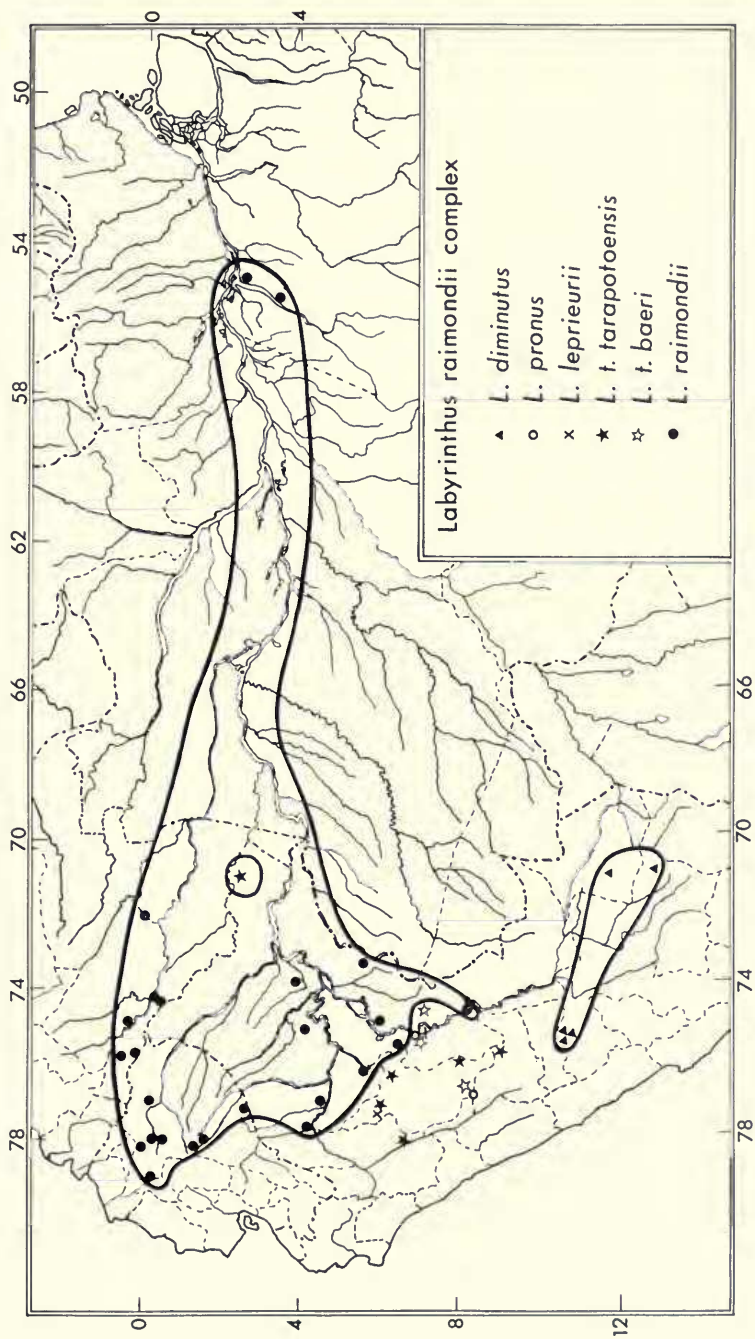 78 74 70 66 62 58 54 50
0
0
4
4
8
12
Labyrinthus raimondii complex
L. diminutus
L. pronus
L. leprieurii
L. t. tarapotoensis
L. t. baeri
L. raimondii
78 74 70 66